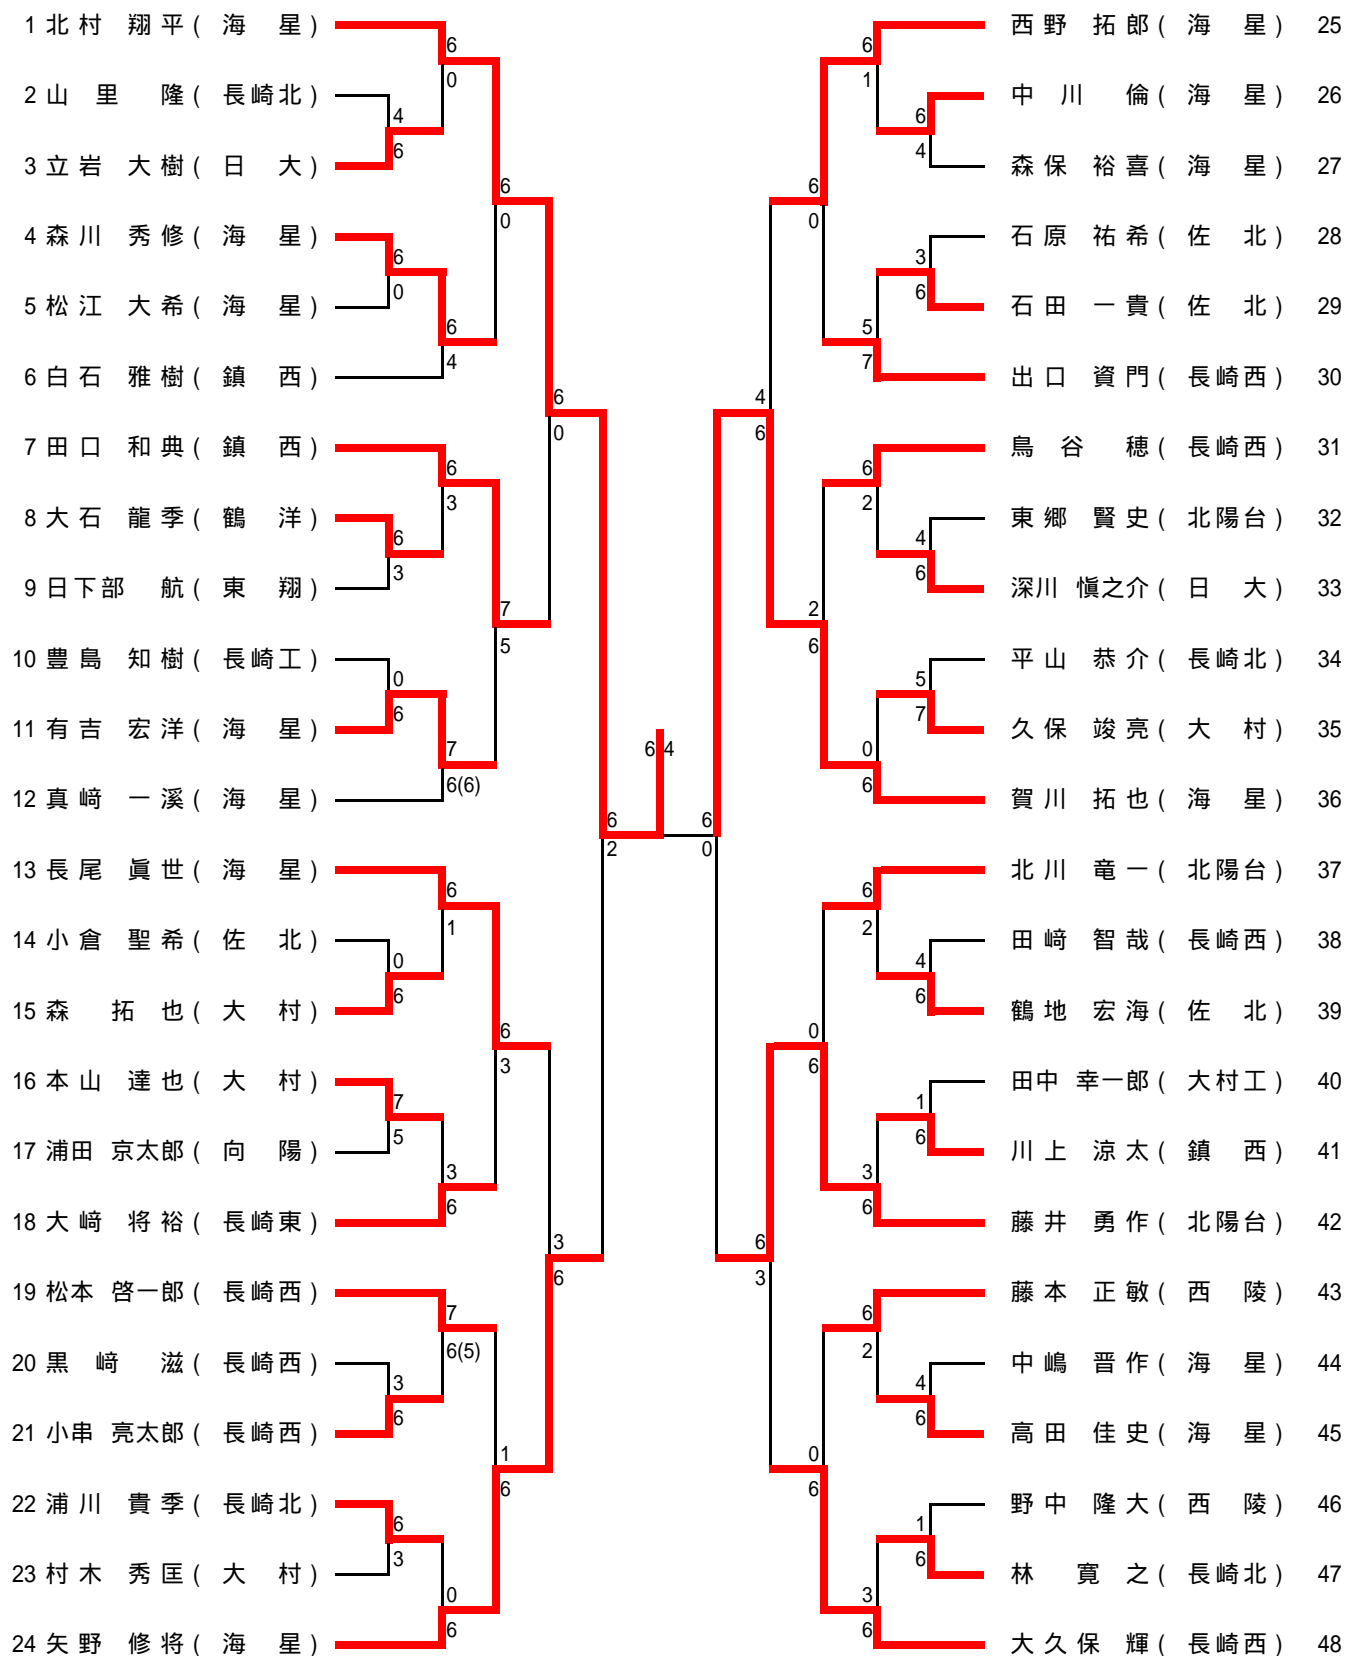 1 北村 翔平 ( 海 星 )
2 山里 隆 ( 長崎北 )
3 立岩 大樹 ( 日 大 )
4 森川 秀修 ( 海 星 )
5 松江 大希 ( 海 星 )
6 白石 雅樹 ( 鎮 西 )
7 田口 和典 ( 鎮 西 )
8 大石 龍季 ( 鶴 洋 )
9 日下部 航 ( 東 翔 )
10 豊島 知樹 ( 長崎工 )
11 有吉 宏洋 ( 海 星 )
12 真﨑 一溪 ( 海 星 )
13 長尾 眞世 ( 海 星 )
14 小倉 聖希 ( 佐 北 )
15 森 拓也 ( 大 村 )
16 本山 達也 ( 大 村 )
17 浦田 京太郎 ( 向 陽 )
18 大﨑 将裕 ( 長崎東 )
19 松本 啓一郎 ( 長崎西 )
20 黒﨑 滋 ( 長崎西 )
21 小串 亮太郎 ( 長崎西 )
22 浦川 貴季 ( 長崎北 )
23 村木 秀匡 ( 大 村 )
24 矢野 修将 ( 海 星 )
6
0
4
6
6
0
6
0
6
4
6
0
6
3
6
3
7
5
0
6
7
6(6)
6
2
6
1
0
6
6
3
7
5
3
6
3
6
7
6(5)
3
6
1
6
6
3
0
6
6 4
西野 拓郎 ( 海 星 ) 25
中川 倫 ( 海 星 ) 26
森保 裕喜 ( 海 星 ) 27
石原 祐希 ( 佐 北 ) 28
石田 一貴 ( 佐 北 ) 29
出口 資門 ( 長崎西 ) 30
鳥谷 穂 ( 長崎西 ) 31
東郷 賢史 ( 北陽台 ) 32
深川 愼之介 ( 日 大 ) 33
平山 恭介 ( 長崎北 ) 34
久保 竣亮 ( 大 村 ) 35
賀川 拓也 ( 海 星 ) 36
北川 竜一 ( 北陽台 ) 37
田﨑 智哉 ( 長崎西 ) 38
鶴地 宏海 ( 佐 北 ) 39
田中 幸一郎 ( 大村工 ) 40
川上 涼太 ( 鎮 西 ) 41
藤井 勇作 ( 北陽台 ) 42
藤本 正敏 ( 西 陵 ) 43
中嶋 晋作 ( 海 星 ) 44
高田 佳史 ( 海 星 ) 45
野中 隆大 ( 西 陵 ) 46
林 寛之 ( 長崎北 ) 47
大久保 輝 ( 長崎西 ) 48
6
1
6
4
6
0
3
6
5
7
4
6
6
2
4
6
2
6
5
7
0
6
6
0
6
2
4
6
0
6
1
6
3
6
6
3
6
2
4
6
0
6
1
6
3
6